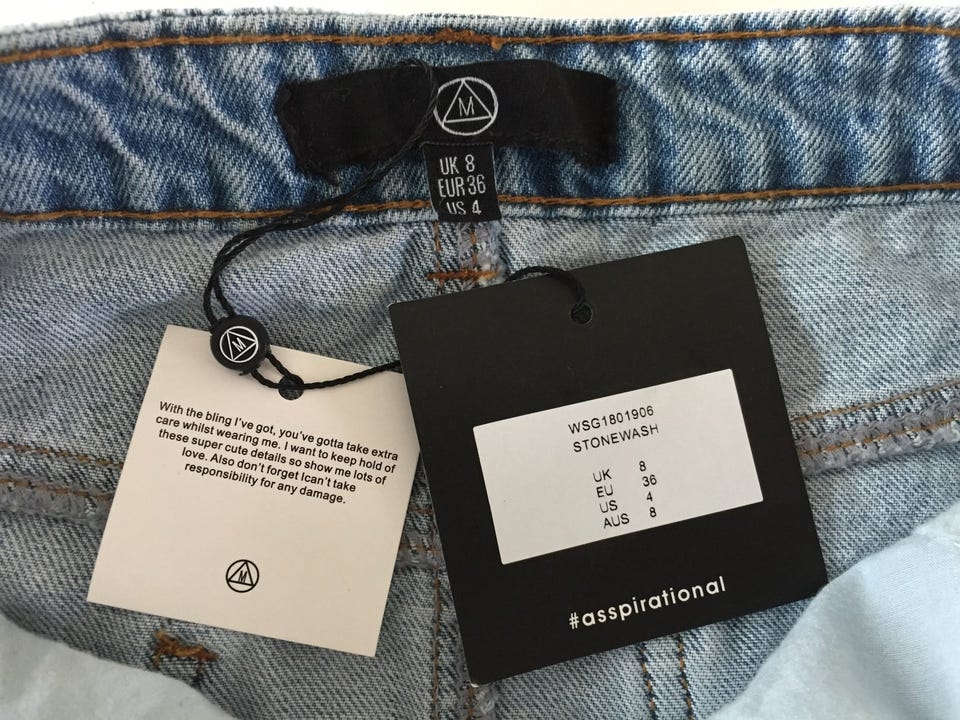 M
UK 8
EUR 36
US 4
M
With the bling I've got, you've gotta take extra
care whilst wearing me. I want to keep hold of
these super cute details so show me lots of
love. Also don't forget Ican't take
responsibility for any damage.
M
WSG1801906
STONEWASH
UK 8
EU 36
US 4
AUS 8
#asspirational